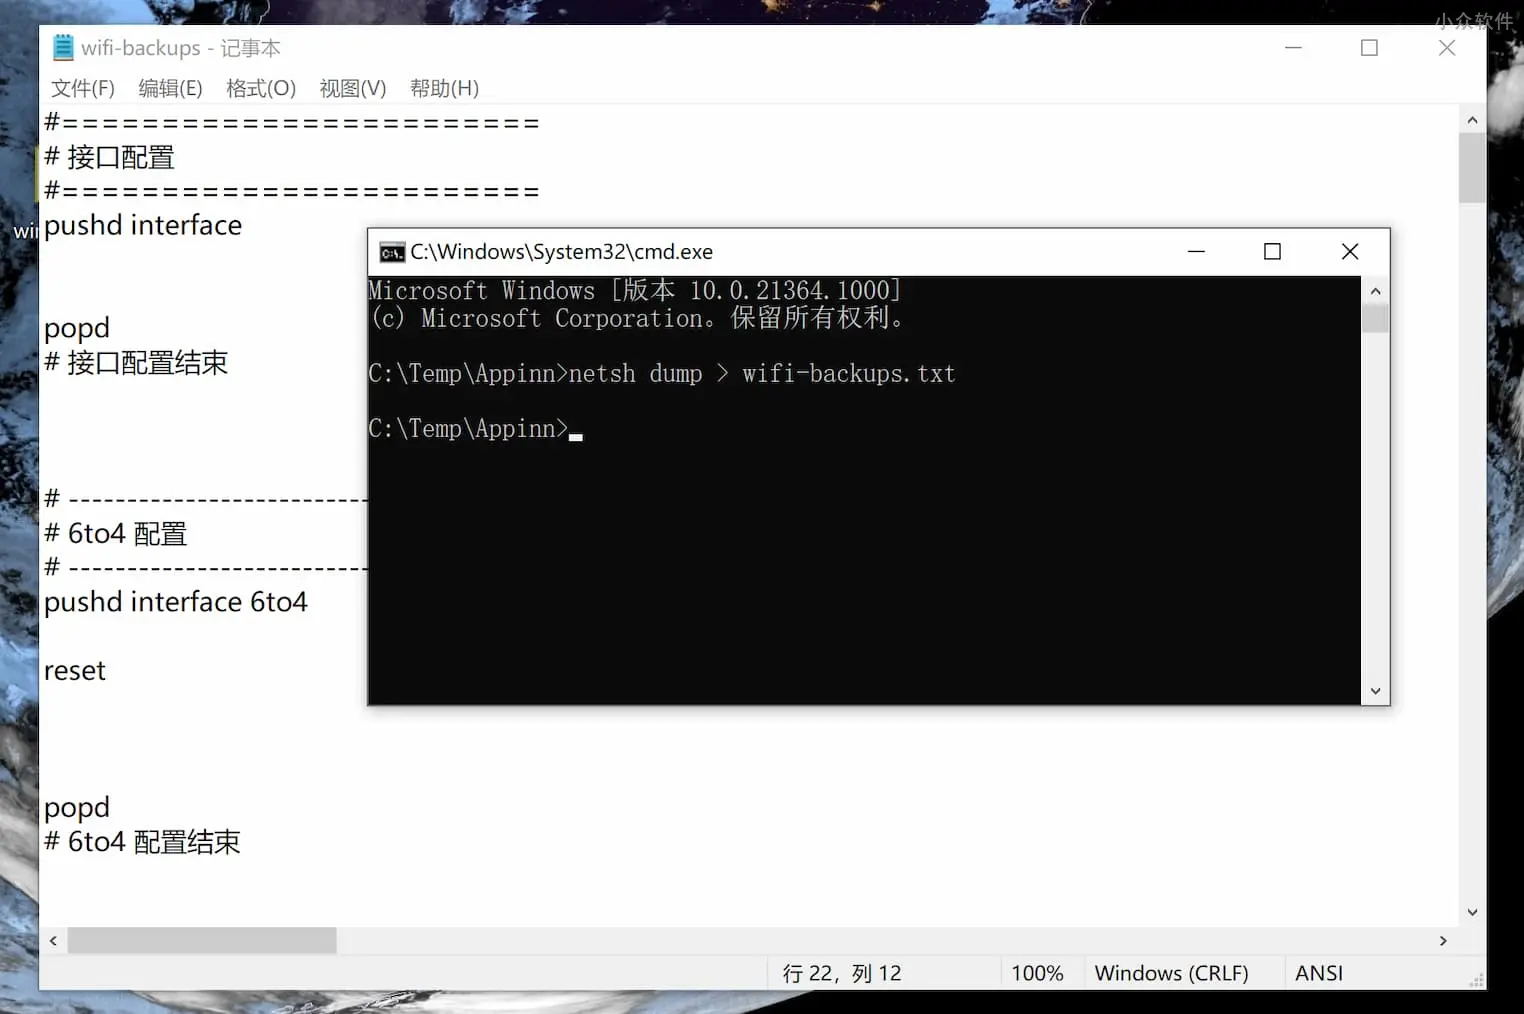 小众软件
wifi-backups - 记事本
文件(F) 编辑(E) 格式(O) 视图(V) 帮助(H)
#========================
# 接口配置
#========================
pushd interface
popd
# 接口配置结束
# --------------------------
# 6to4 配置
# --------------------------
pushd interface 6to4
reset
popd
# 6to4 配置结束
C:\Windows\System32\cmd.exe
Microsoft Windows [版本 10.0.21364.1000]
(c) Microsoft Corporation。保留所有权利。
C:\Temp\Appinn>netsh dump > wifi-backups.txt
C:\Temp\Appinn>
行 22，列 12 100% Windows (CRLF) ANSI